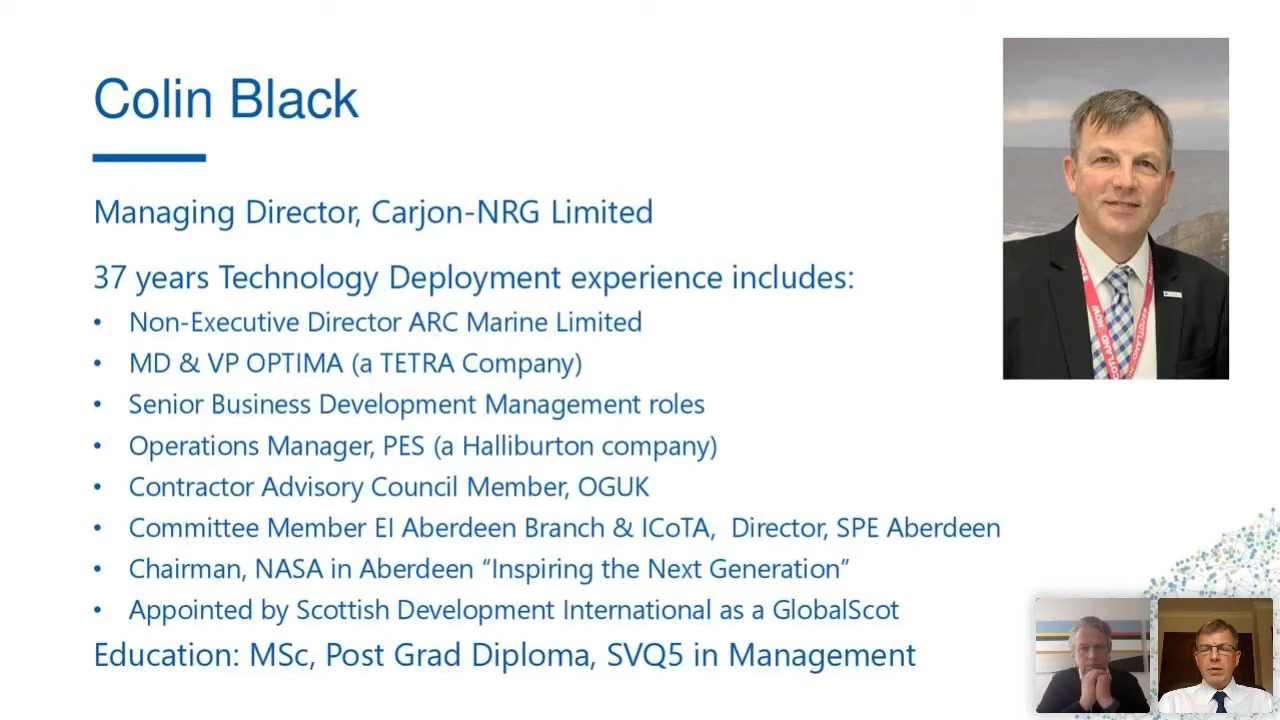 Colin Black
Managing Director, Carjon-NRG Limited
37 years Technology Deployment experience includes:
• Non-Executive Director ARC Marine Limited
• MD & VP OPTIMA (a TETRA Company)
• Senior Business Development Management roles
• Operations Manager, PES (a Halliburton company)
• Contractor Advisory Council Member, OGUK
• Committee Member EI Aberdeen Branch & ICoTA, Director, SPE Aberdeen
• Chairman, NASA in Aberdeen “Inspiring the Next Generation”
• Appointed by Scottish Development International as a GlobalScot
Education: MSc, Post Grad Diploma, SVQ5 in Management